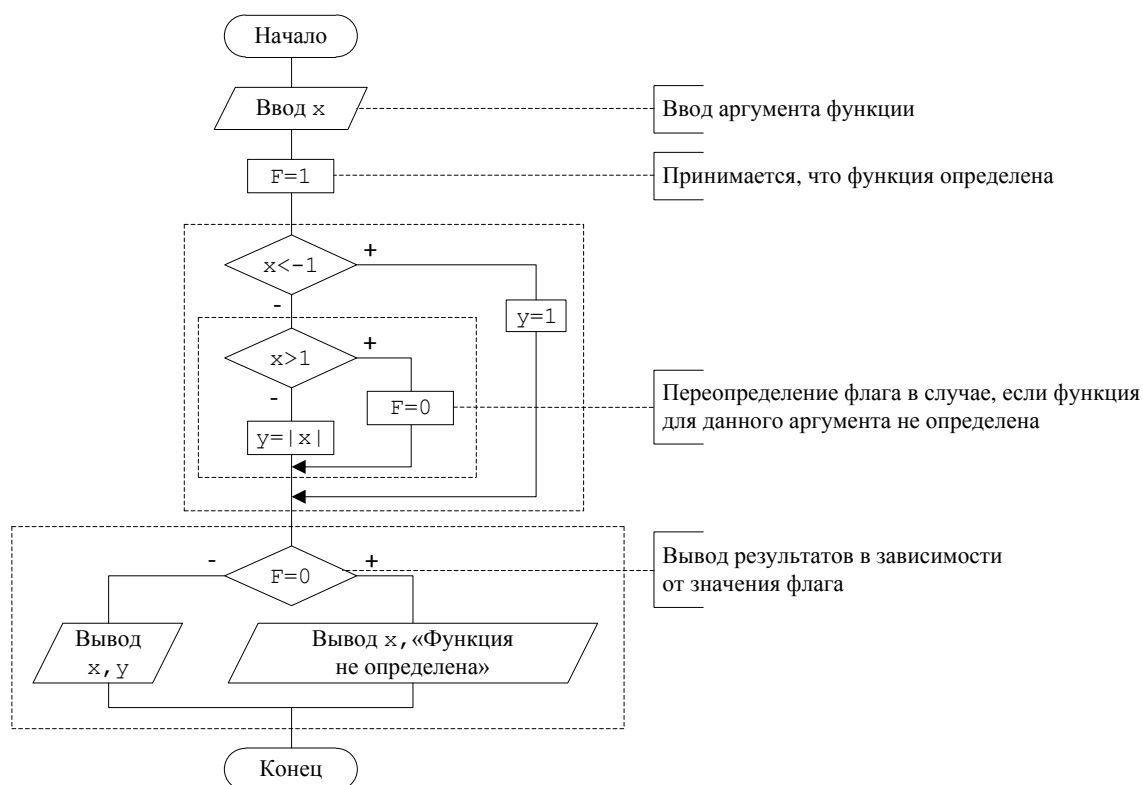 Начало
Ввод x
Ввод аргумента функции
F=1
Принимается, что функция определена
x<-1
+
-
y=1
x>1
+
-
F=0
Переопределение флага в случае, если функция
для данного аргумента не определена
y=|x|
F=0
-
+
Вывод результатов в зависимости
от значения флага
Вывод
x,y
Вывод x,«Функция
не определена»
Конец